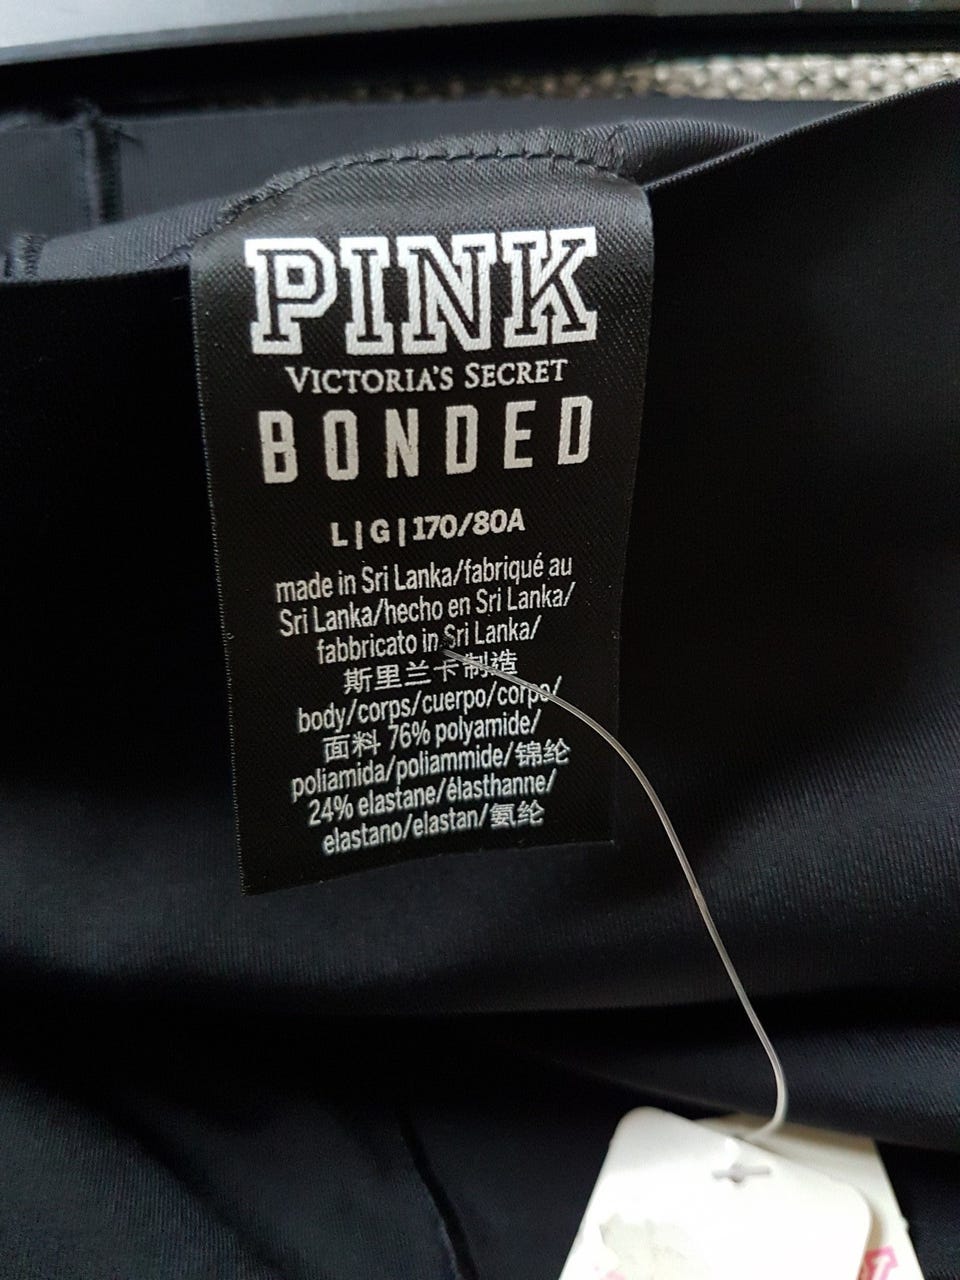 PINK
VICTORIA'S SECRET
BONDED
L|G|170/80A
made in Sri Lanka/fabriqué au
Sri Lanka/hecho en Sri Lanka/
fabbricato in Sri Lanka/
斯里兰卡制造
body/corps/cuerpo/corpo/
面料 76% polyamide/
poliamida/poliammide/锦纶
24% elastane/élasthanne/
elastano/elastan/氨纶